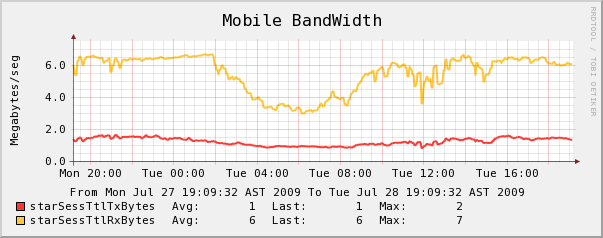 Mobile BandWidth
RRDTOOL / TOBI OETIKER
Megabytes/seg
6.0
4.0
2.0
0.0
Mon 20:00 Tue 00:00 Tue 04:00 Tue 08:00 Tue 12:00 Tue 16:00
From Mon Jul 27 19:09:32 AST 2009 To Tue Jul 28 19:09:32 AST 2009
starSessTtlTxBytes Avg: 1 Last: 1 Max: 2
starSessTtlRxBytes Avg: 6 Last: 6 Max: 7